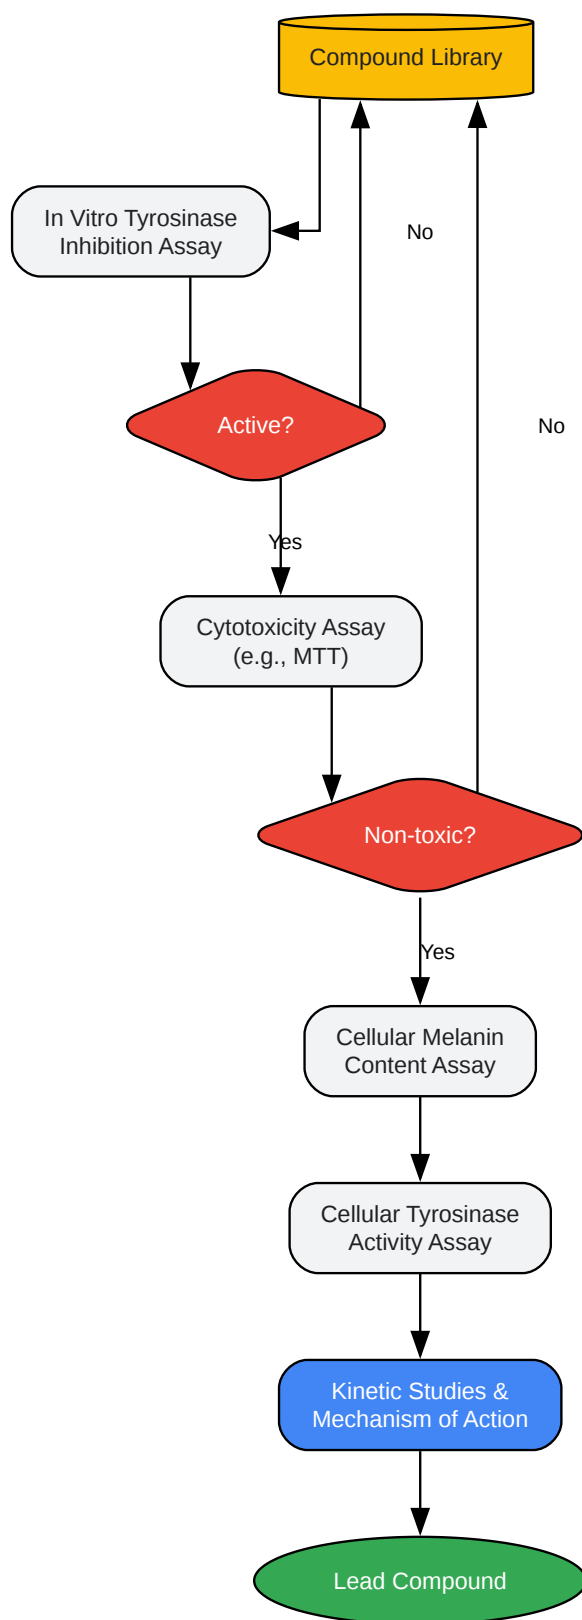 Compound Library
In Vitro Tyrosinase
Inhibition Assay
No
Active?
No
Yes
Cytotoxicity Assay
(e.g., MTT)
Non-toxic?
Yes
Cellular Melanin
Content Assay
Cellular Tyrosinase
Activity Assay
Kinetic Studies &
Mechanism of Action
Lead Compound